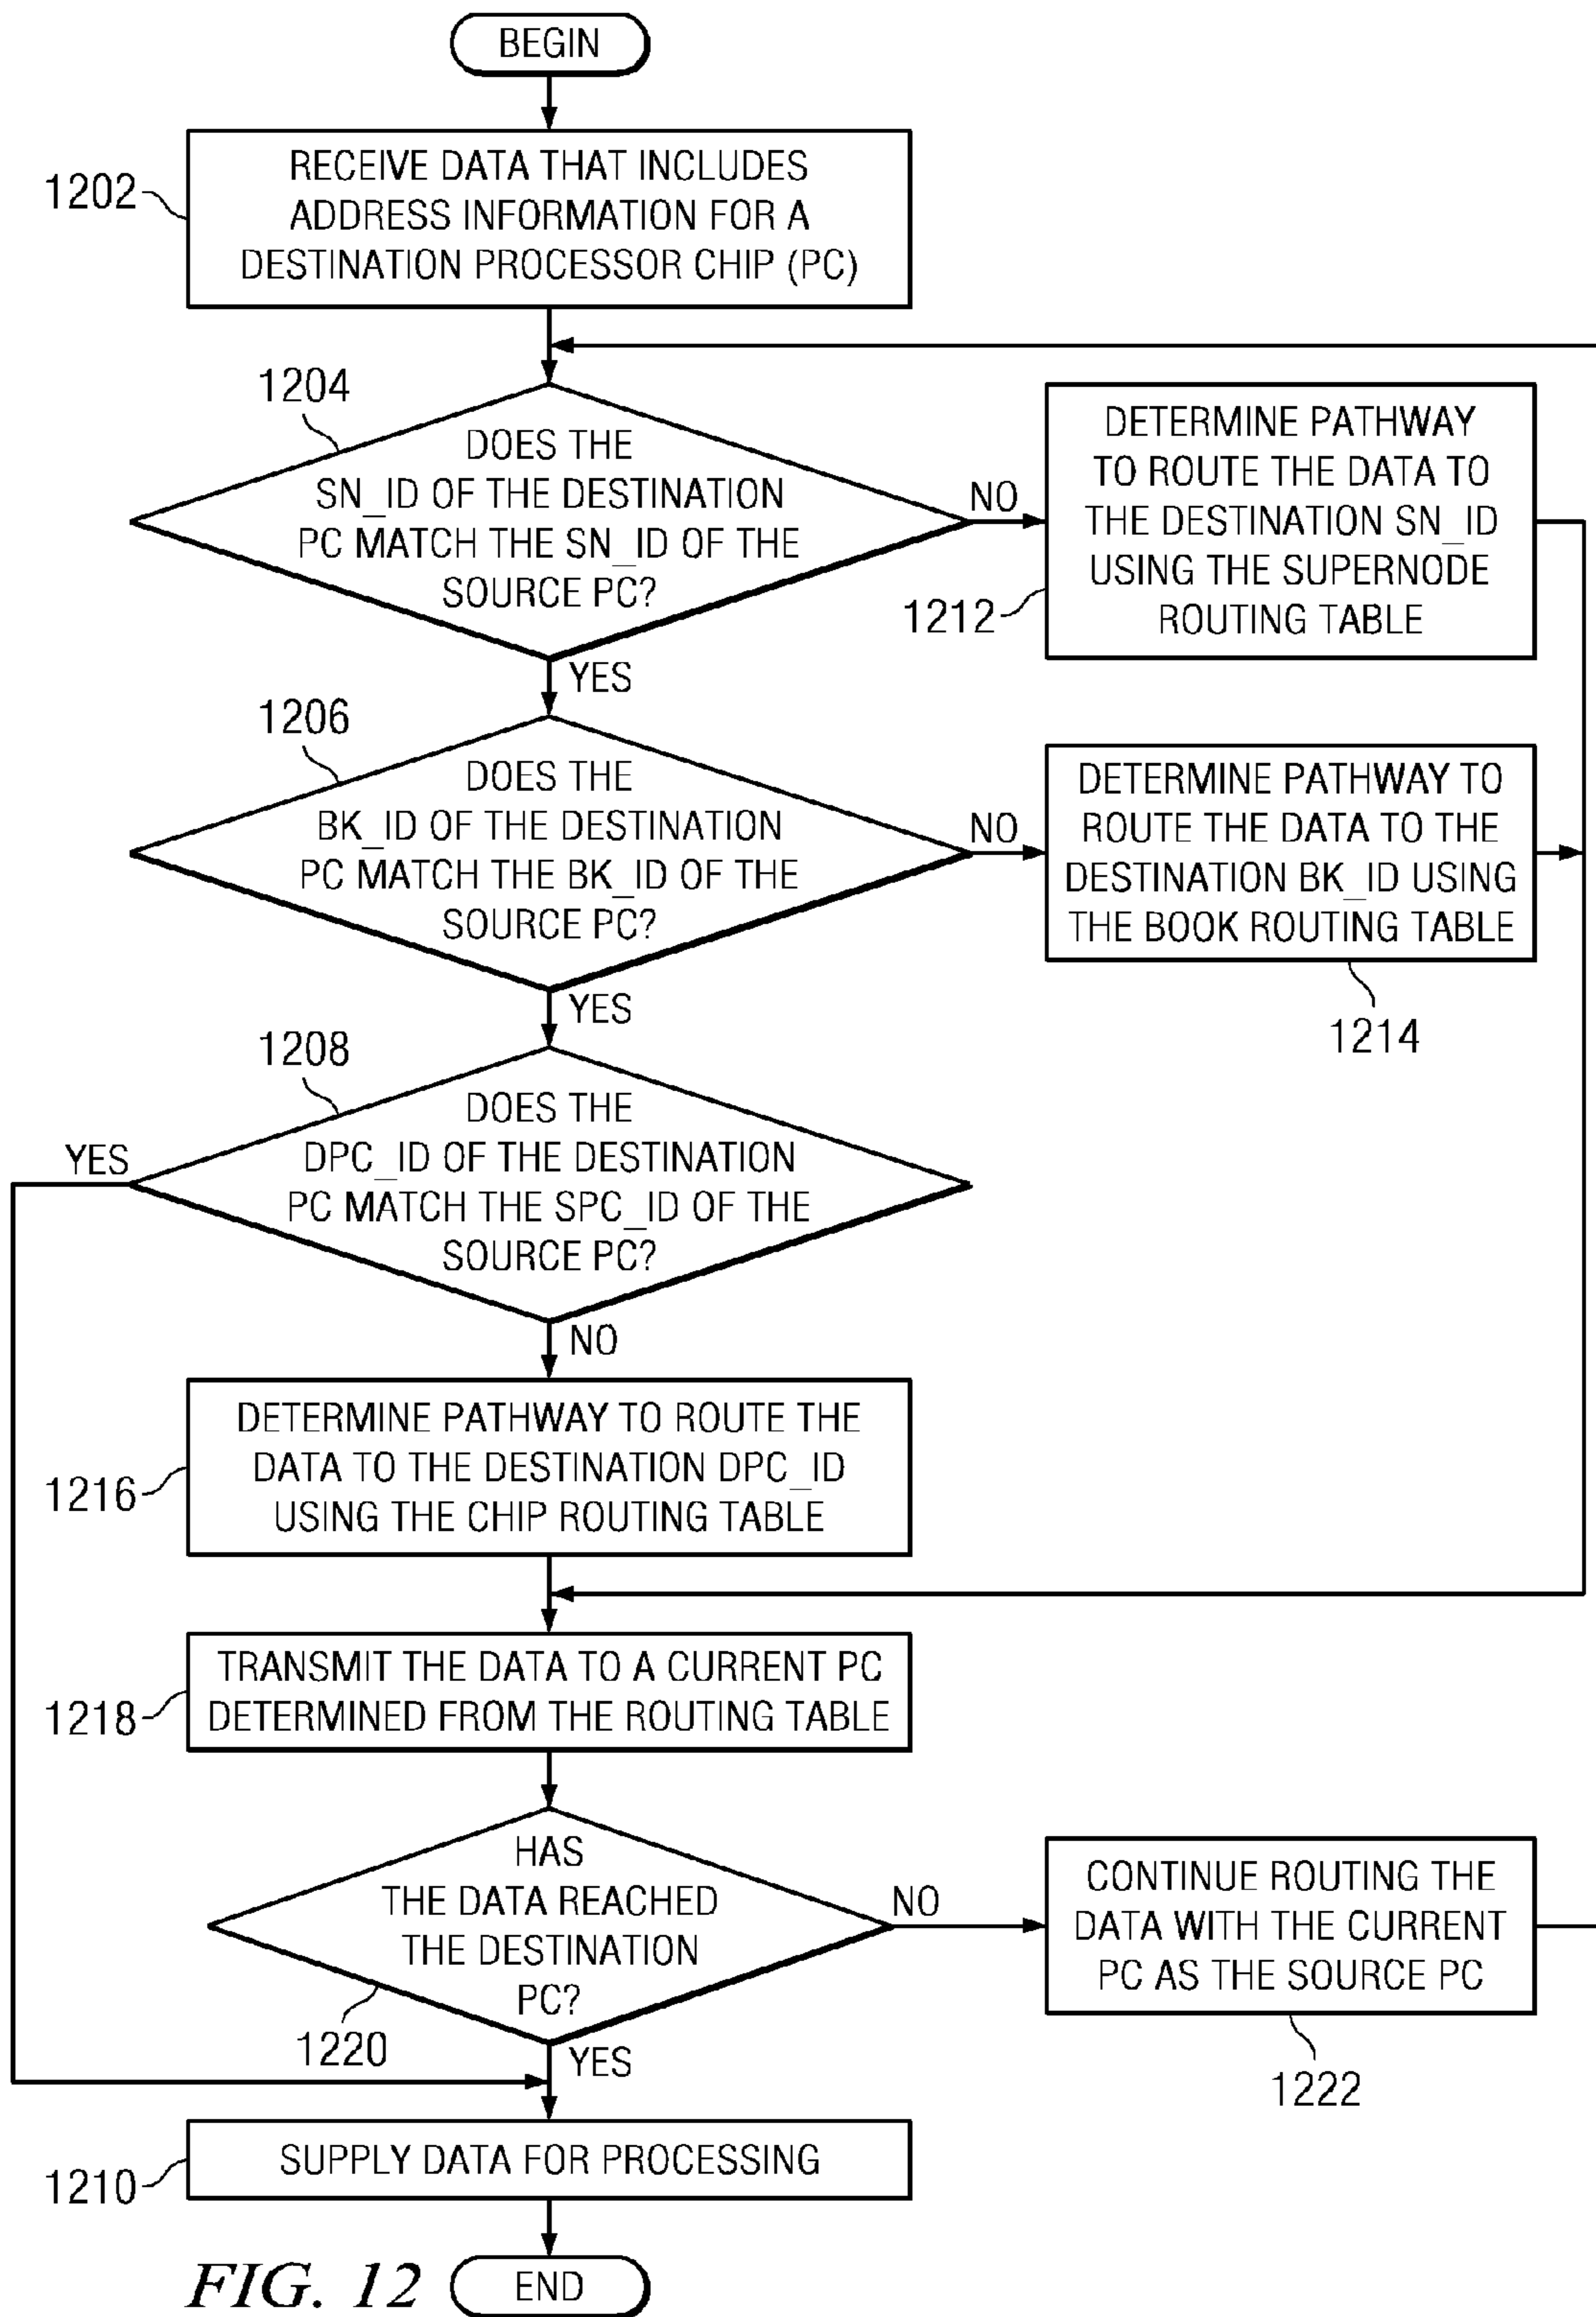 BEGIN
1202
RECEIVE DATA THAT INCLUDES
ADDRESS INFORMATION FOR A
DESTINATION PROCESSOR CHIP (PC)
1204
DOES THE
SN_ID OF THE DESTINATION
PC MATCH THE SN_ID OF THE
SOURCE PC?
NO
DETERMINE PATHWAY
TO ROUTE THE DATA TO
THE DESTINATION SN_ID
USING THE SUPERNODE
ROUTING TABLE
1212
YES
1206
DOES THE
BK_ID OF THE DESTINATION
PC MATCH THE BK_ID OF THE
SOURCE PC?
NO
DETERMINE PATHWAY TO
ROUTE THE DATA TO THE
DESTINATION BK_ID USING
THE BOOK ROUTING TABLE
1214
YES
1208
DOES THE
DPC_ID OF THE DESTINATION
PC MATCH THE SPC_ID OF THE
SOURCE PC?
YES
NO
1216
DETERMINE PATHWAY TO ROUTE THE
DATA TO THE DESTINATION DPC_ID
USING THE CHIP ROUTING TABLE
1218
TRANSMIT THE DATA TO A CURRENT PC
DETERMINED FROM THE ROUTING TABLE
HAS
THE DATA REACHED
THE DESTINATION
PC?
1220
NO
CONTINUE ROUTING THE
DATA WITH THE CURRENT
PC AS THE SOURCE PC
1222
YES
1210
SUPPLY DATA FOR PROCESSING
FIG. 12
END